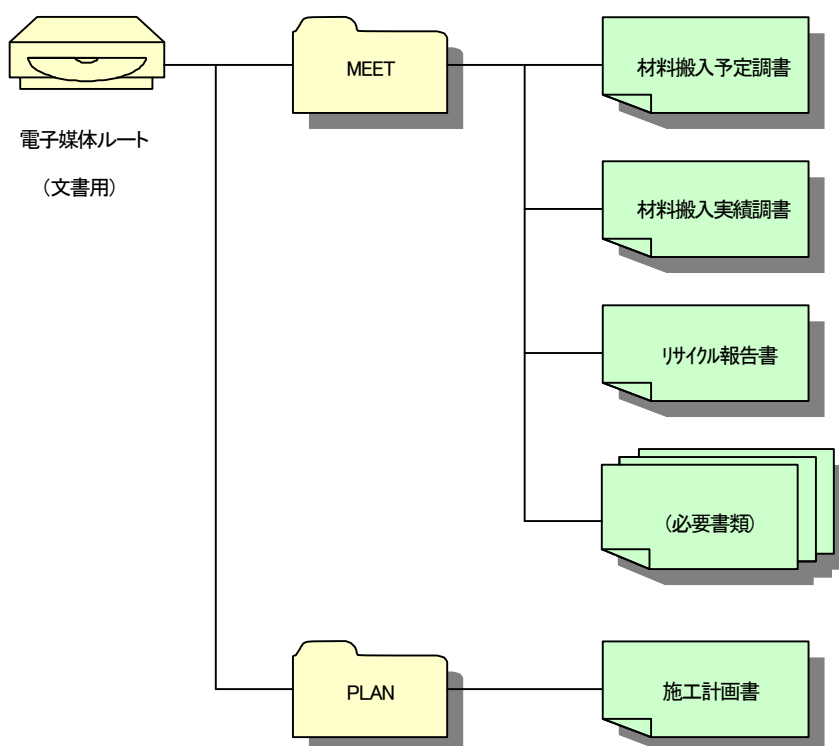 電子媒体ルート
（文書用）
MEET
材料搬入予定調書
材料搬入実績調書
リサイクル報告書
（必要書類）
PLAN
施工計画書